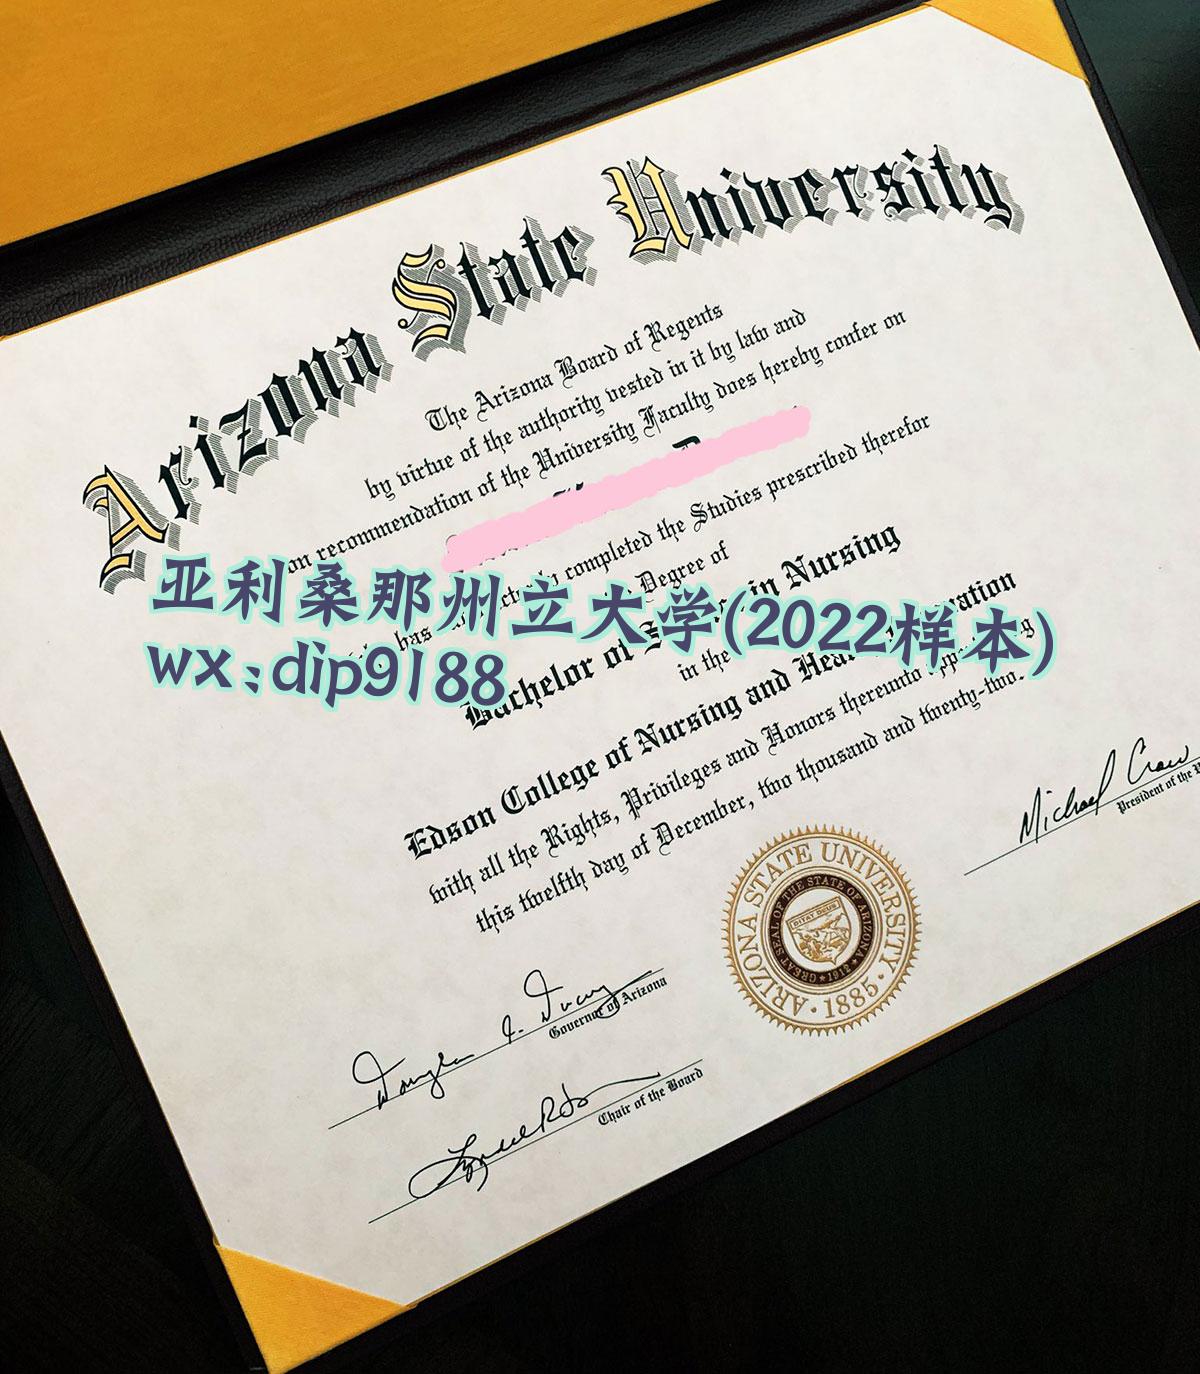 Arizona State University
The Arizona Board of Regents
by virtue of the authority vested in it by law and
on recommendation of the University Faculty does hereby confer on
has completed the Studies prescribed therefor
Degree of
Bachelor of in Nursing
in the
Edson College of Nursing and
with all the Rights, Privileges and Honors thereunto
this twelfth day of December, two thousand and twenty-two.
亚利桑那州立大学(2022样本)
wx:dip9188
Michael Crow
President of the
ARIZONA STATE UNIVERSITY
GREAT SEAL OF THE STATE OF ARIZONA
DITAT DEUS
1912
1885
Governor of Arizona
Chair of the Board